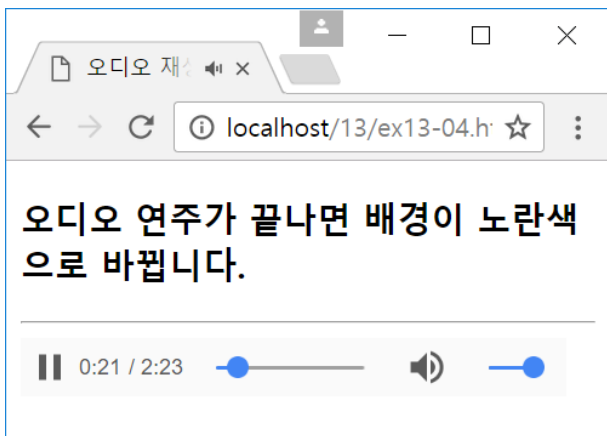 오디오 재
localhost/13/ex13-04.h
오디오 연주가 끝나면 배경이 노란색
으로 바뀝니다.
0:21 / 2:23